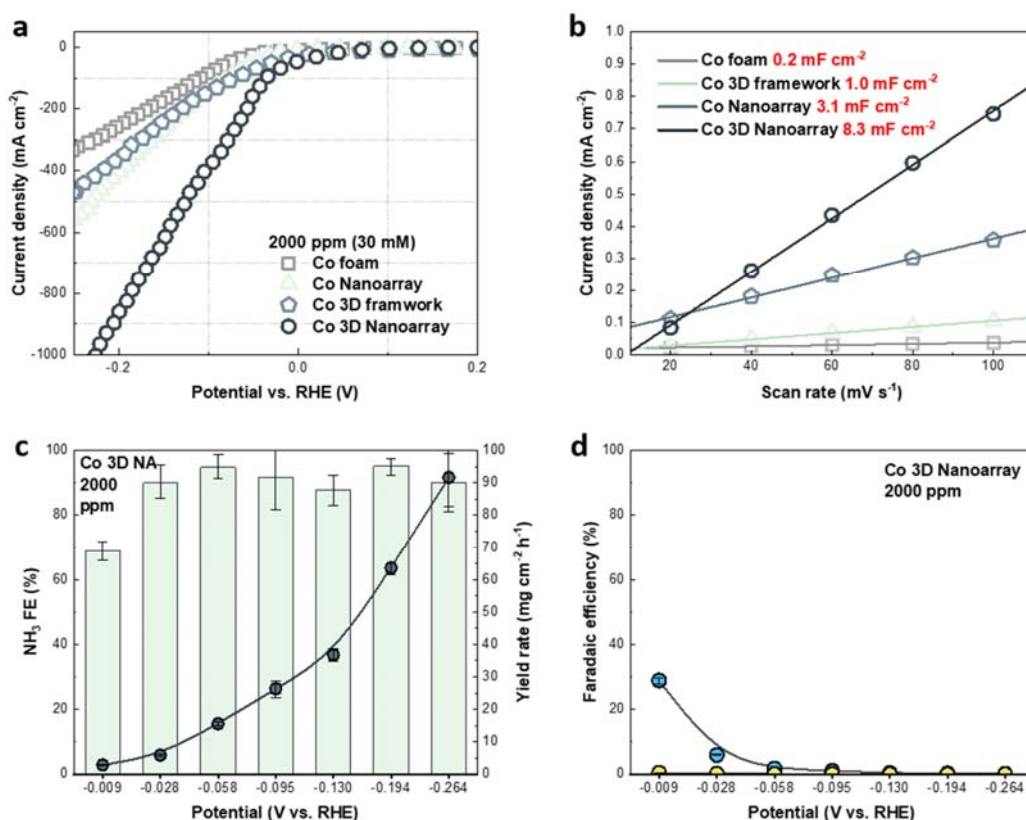 a
Current density (mA cm⁻²)
0
-200
-400
-600
-800
-1000
2000 ppm (30 mM)
Co foam
Co Nanoarray
Co 3D framwork
Co 3D Nanoarray
-0.2
-0.1
0.0
0.2
Potential vs. RHE (V)
b
Current density (mA cm⁻²)
1.0
0.9
0.8
0.7
0.6
0.5
0.4
0.3
0.2
0.1
0.0
Co foam 0.2 mF cm⁻²
Co 3D framework 1.0 mF cm⁻²
Co Nanoarray 3.1 mF cm⁻²
Co 3D Nanoarray 8.3 mF cm⁻²
20
40
60
80
100
Scan rate (mV s⁻¹)
c
NH₃ FE (%)
100
80
60
40
20
0
Co 3D NA
2000
ppm
100
90
80
70
60
50
40
30
20
10
0
Yield rate (mg cm⁻² h⁻¹)
-0.009
-0.028
-0.058
-0.095
-0.130
-0.194
-0.264
Potential (V vs. RHE)
d
Faradaic efficiency (%)
100
80
60
40
20
0
Co 3D Nanoarray
2000 ppm
-0.009
-0.028
-0.058
-0.095
-0.130
-0.194
-0.264
Potential (V vs. RHE)